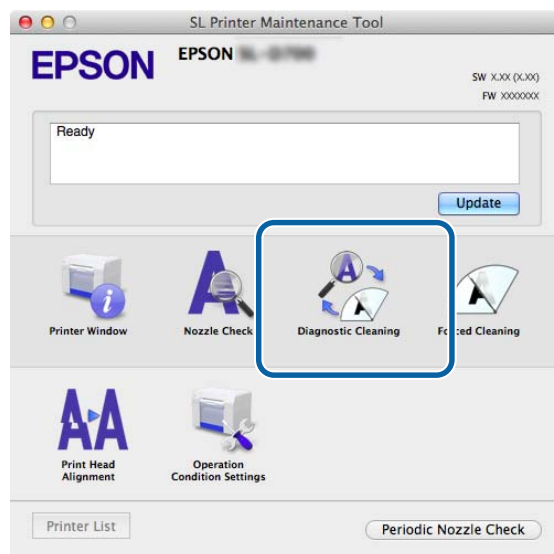 SL Printer Maintenance Tool
EPSON
EPSON
SW X.XX (X.XX)
FW XXXXXXX
Ready
Update
Printer Window
Nozzle Check
Diagnostic Cleaning
Forced Cleaning
Print Head
Alignment
Operation
Condition Settings
Printer List
Periodic Nozzle Check